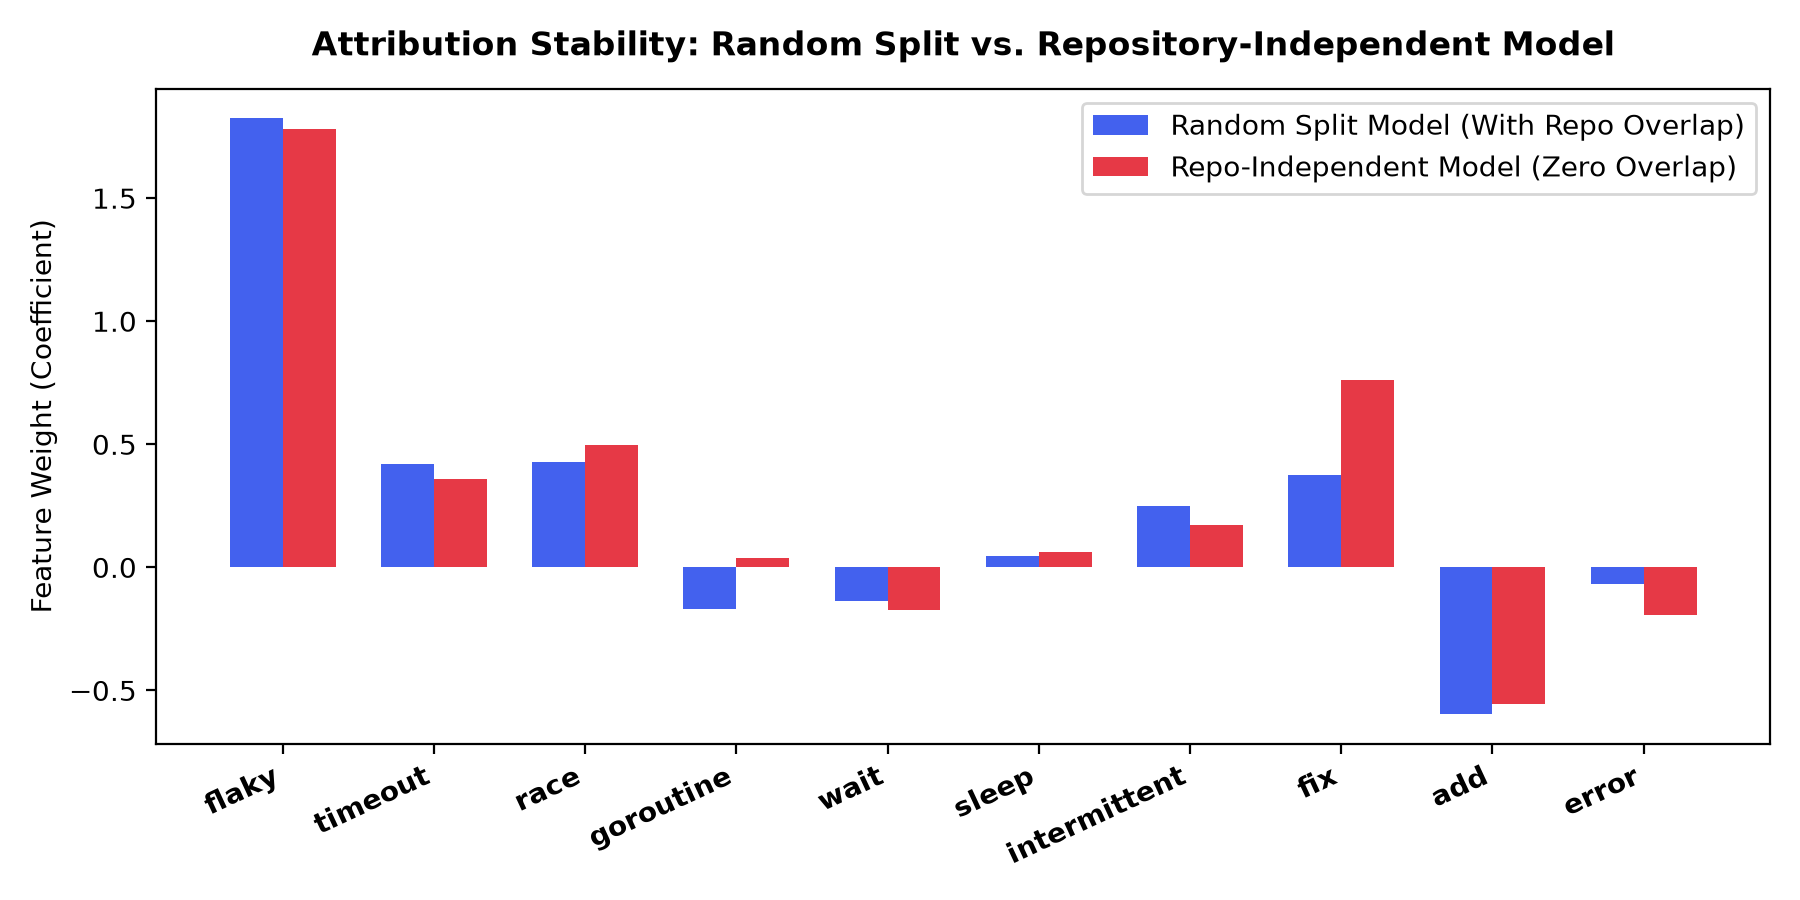 Attribution Stability: Random Split vs. Repository-Independent Model
Random Split Model (With Repo Overlap)
Repo-Independent Model (Zero Overlap)
Feature Weight (Coefficient)
1.5
1.0
0.5
0.0
−0.5
flaky
timeout
race
goroutine
wait
sleep
intermittent
fix
add
error